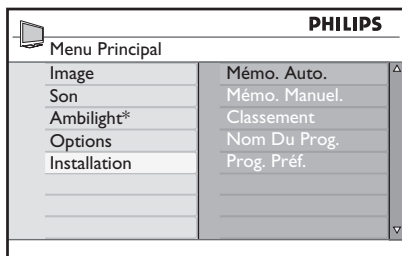 PHILIPS
Menu Principal
Image
Son
Ambilight*
Options
Installation
Mémo. Auto.
Mémo. Manuel.
Classement
Nom Du Prog.
Prog. Préf.